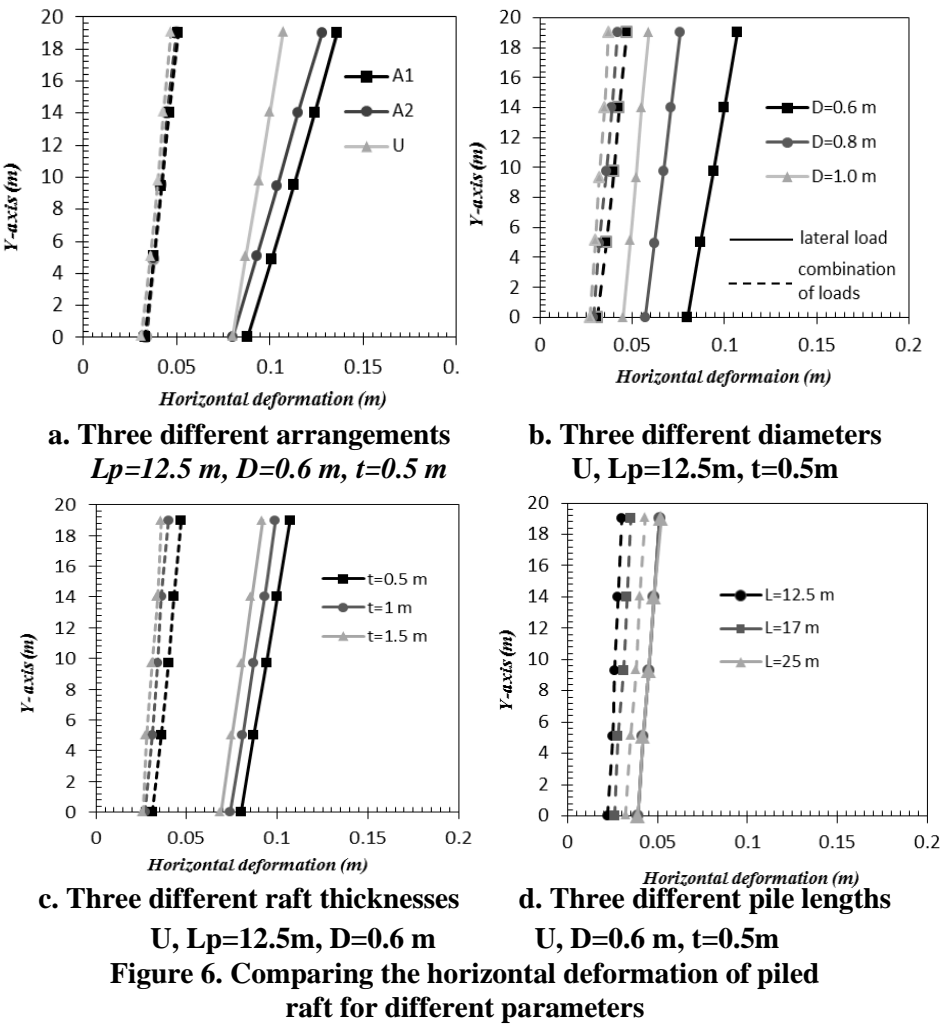 20
18
16
14
12
10
8
6
4
2
0
Y-axis (m)
A1
A2
U
0 0.05 0.1 0.15 0.
Horizontal deformation (m)
a. Three different arrangements
Lp=12.5 m, D=0.6 m, t=0.5 m
20
18
16
14
12
10
8
6
4
2
0
Y-axis (m)
D=0.6 m
D=0.8 m
D=1.0 m
lateral load
combination
of loads
0 0.05 0.1 0.15 0.2
Horizontal deformaion (m)
b. Three different diameters
U, Lp=12.5m, t=0.5m
20
18
16
14
12
10
8
6
4
2
0
Y-axis (m)
t=0.5 m
t=1 m
t=1.5 m
0 0.05 0.1 0.15 0.2
Horizontal deformation (m)
c. Three different raft thicknesses
U, Lp=12.5m, D=0.6 m
20
18
16
14
12
10
8
6
4
2
0
Y-axis (m)
L=12.5 m
L=17 m
L=25 m
0 0.05 0.1 0.15 0.2
Horizontal deformation (m)
d. Three different pile lengths
U, D=0.6 m, t=0.5m
Figure 6. Comparing the horizontal deformation of piled
raft for different parameters